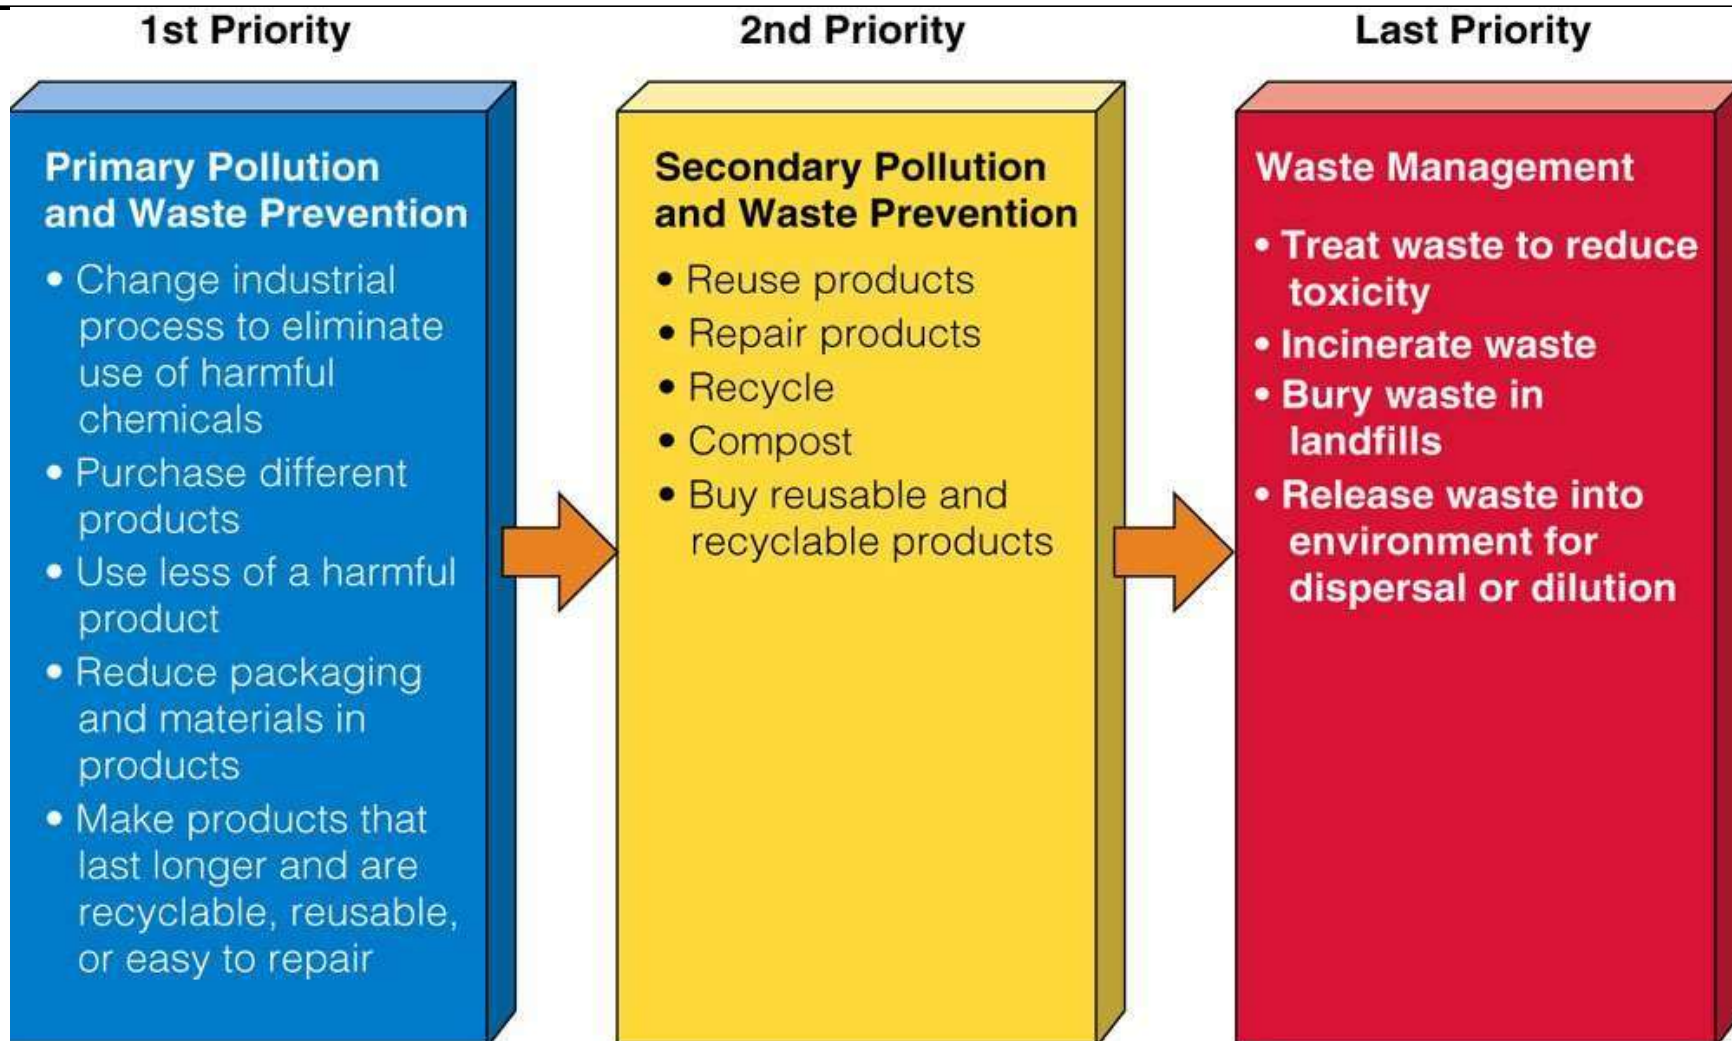 1st Priority
2nd Priority
Last Priority
Primary Pollution
and Waste Prevention
• Change industrial
process to eliminate
use of harmful
chemicals
• Purchase different
products
• Use less of a harmful
product
• Reduce packaging
and materials in
products
• Make products that
last longer and are
recyclable, reusable,
or easy to repair
Secondary Pollution
and Waste Prevention
• Reuse products
• Repair products
• Recycle
• Compost
• Buy reusable and
recyclable products
Waste Management
• Treat waste to reduce
toxicity
• Incinerate waste
• Bury waste in
landfills
• Release waste into
environment for
dispersal or dilution